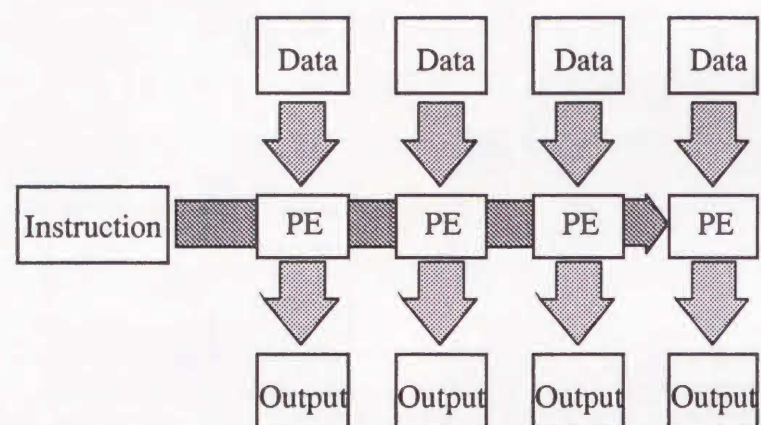 Data Data Data Data
Instruction PE PE PE PE
Output Output Output Output